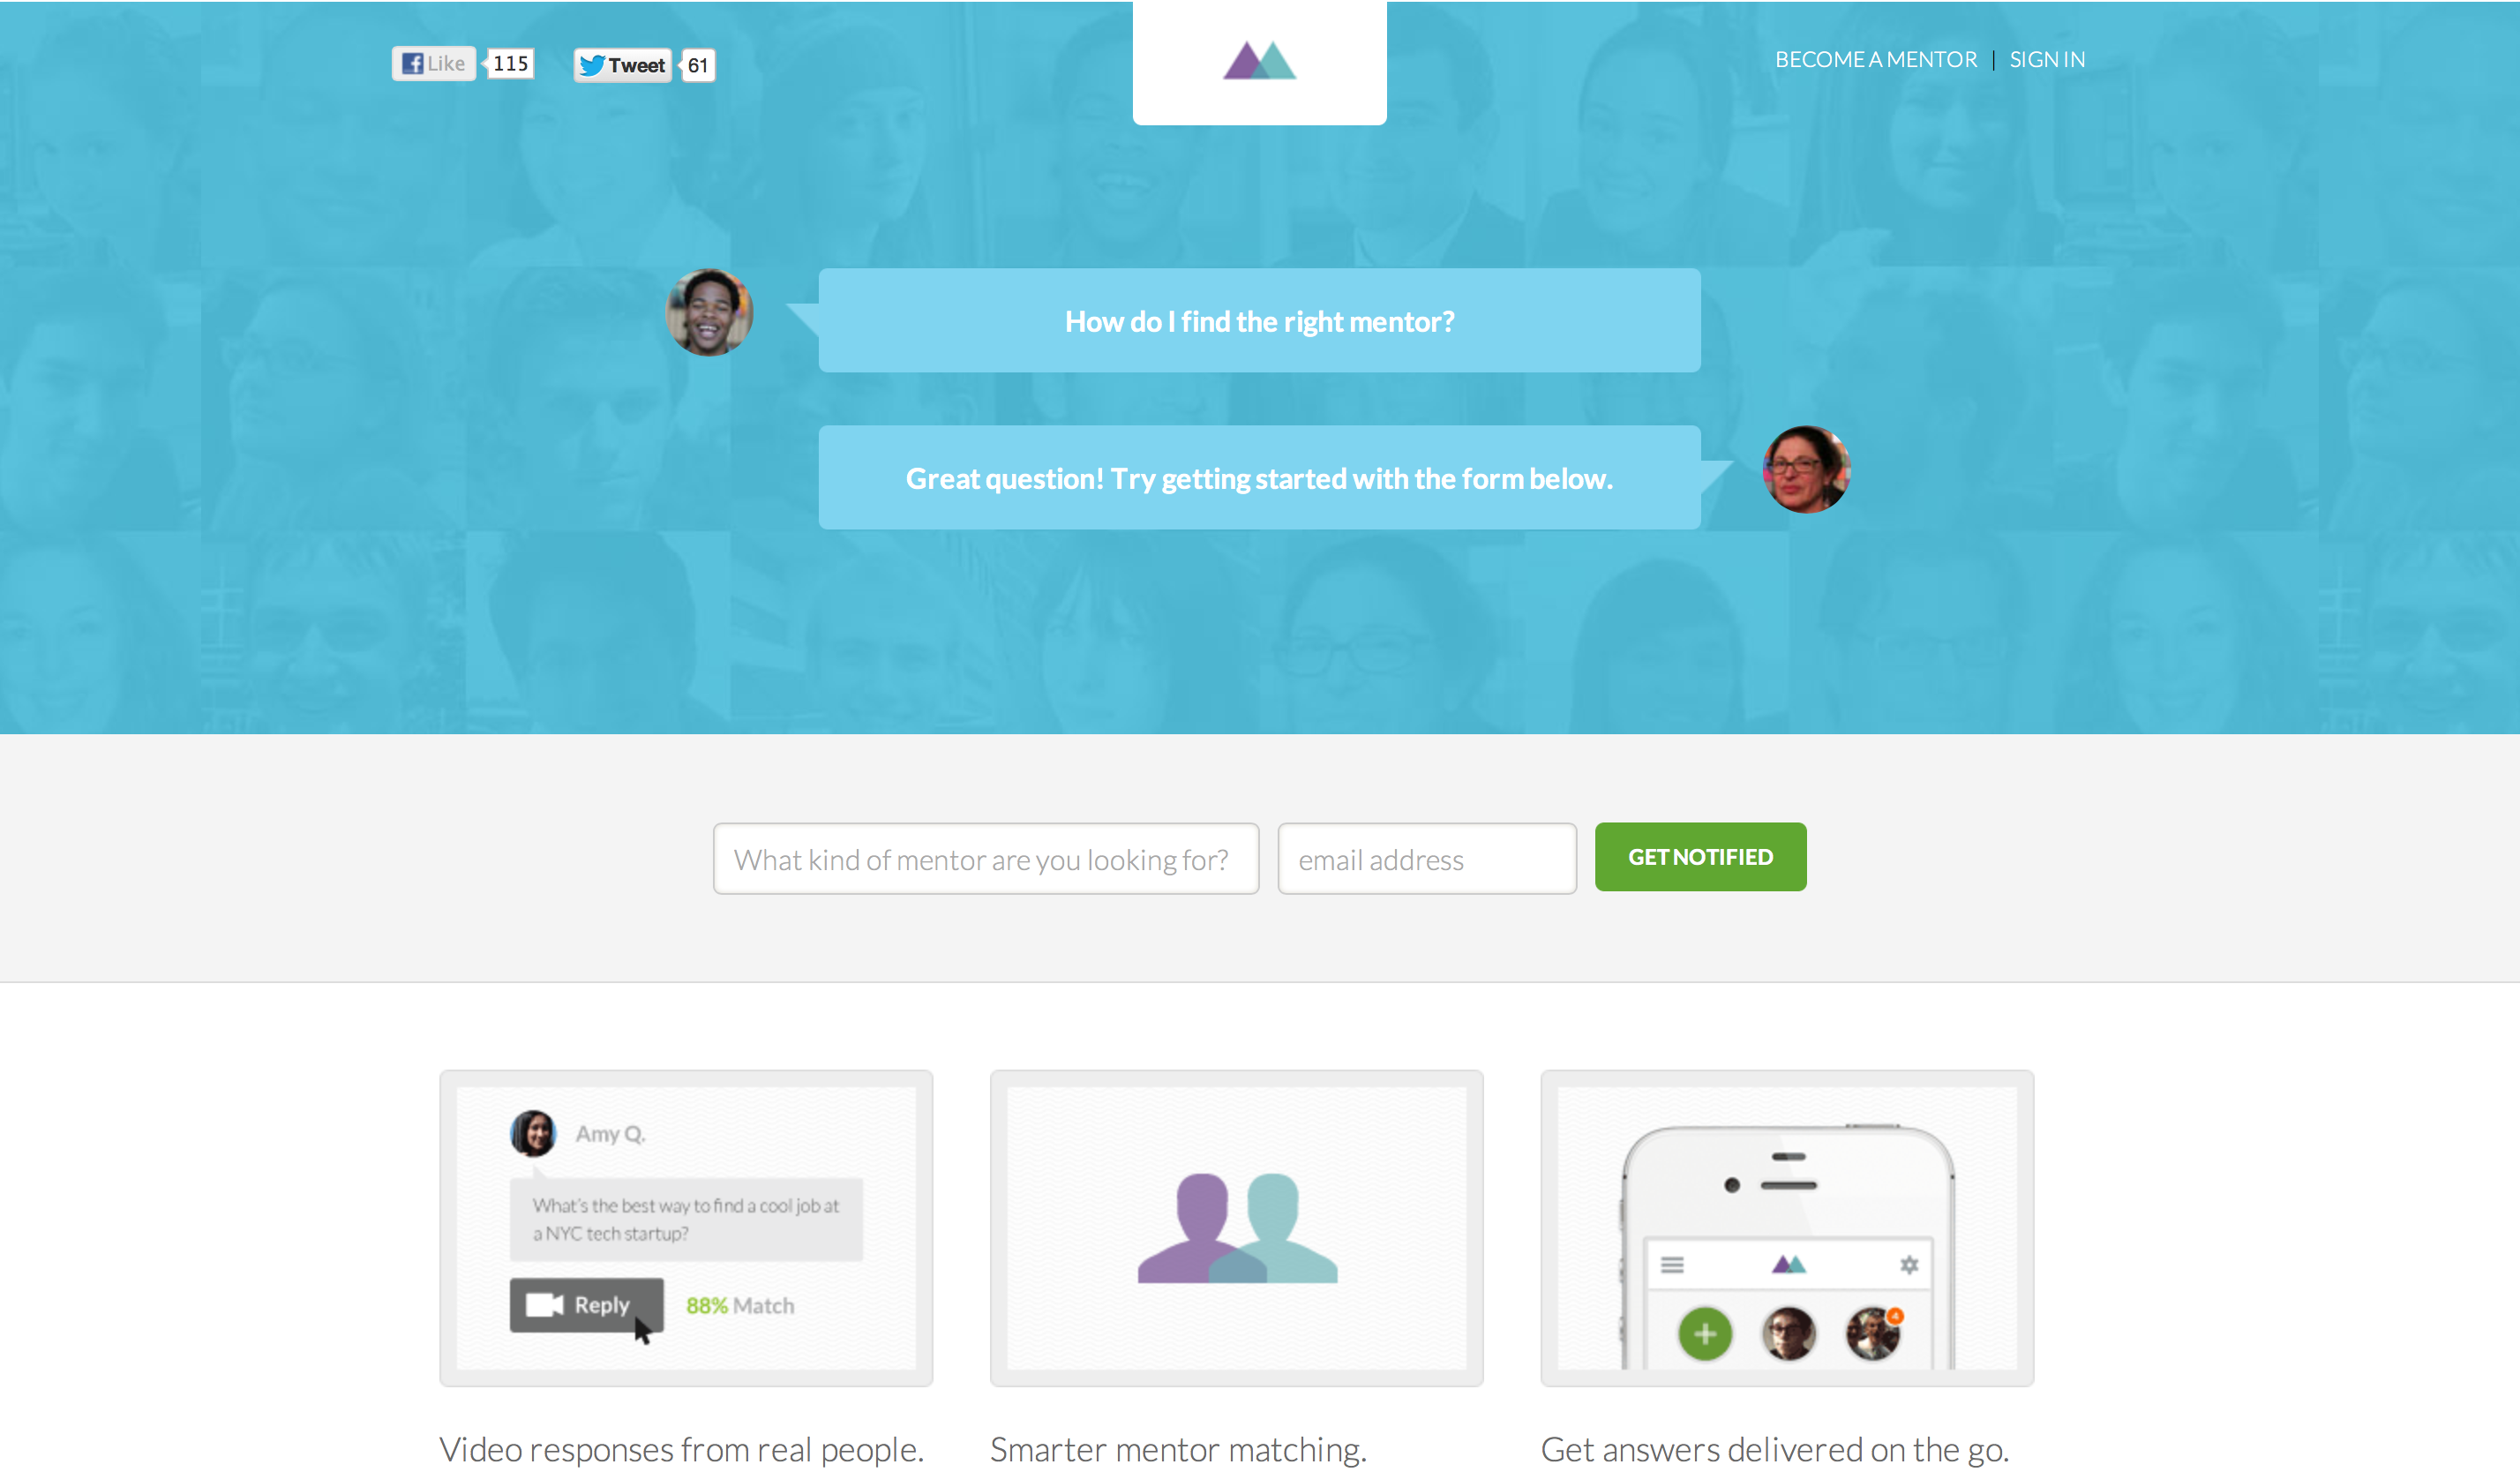 Like 115 Tweet 61
BECOME A MENTOR | SIGN IN
How do I find the right mentor?
Great question! Try getting started with the form below.
What kind of mentor are you looking for? email address GET NOTIFIED
Amy Q.
What's the best way to find a cool job at
a NYC tech startup?
Reply 88% Match
4
Video responses from real people.
Smarter mentor matching.
Get answers delivered on the go.